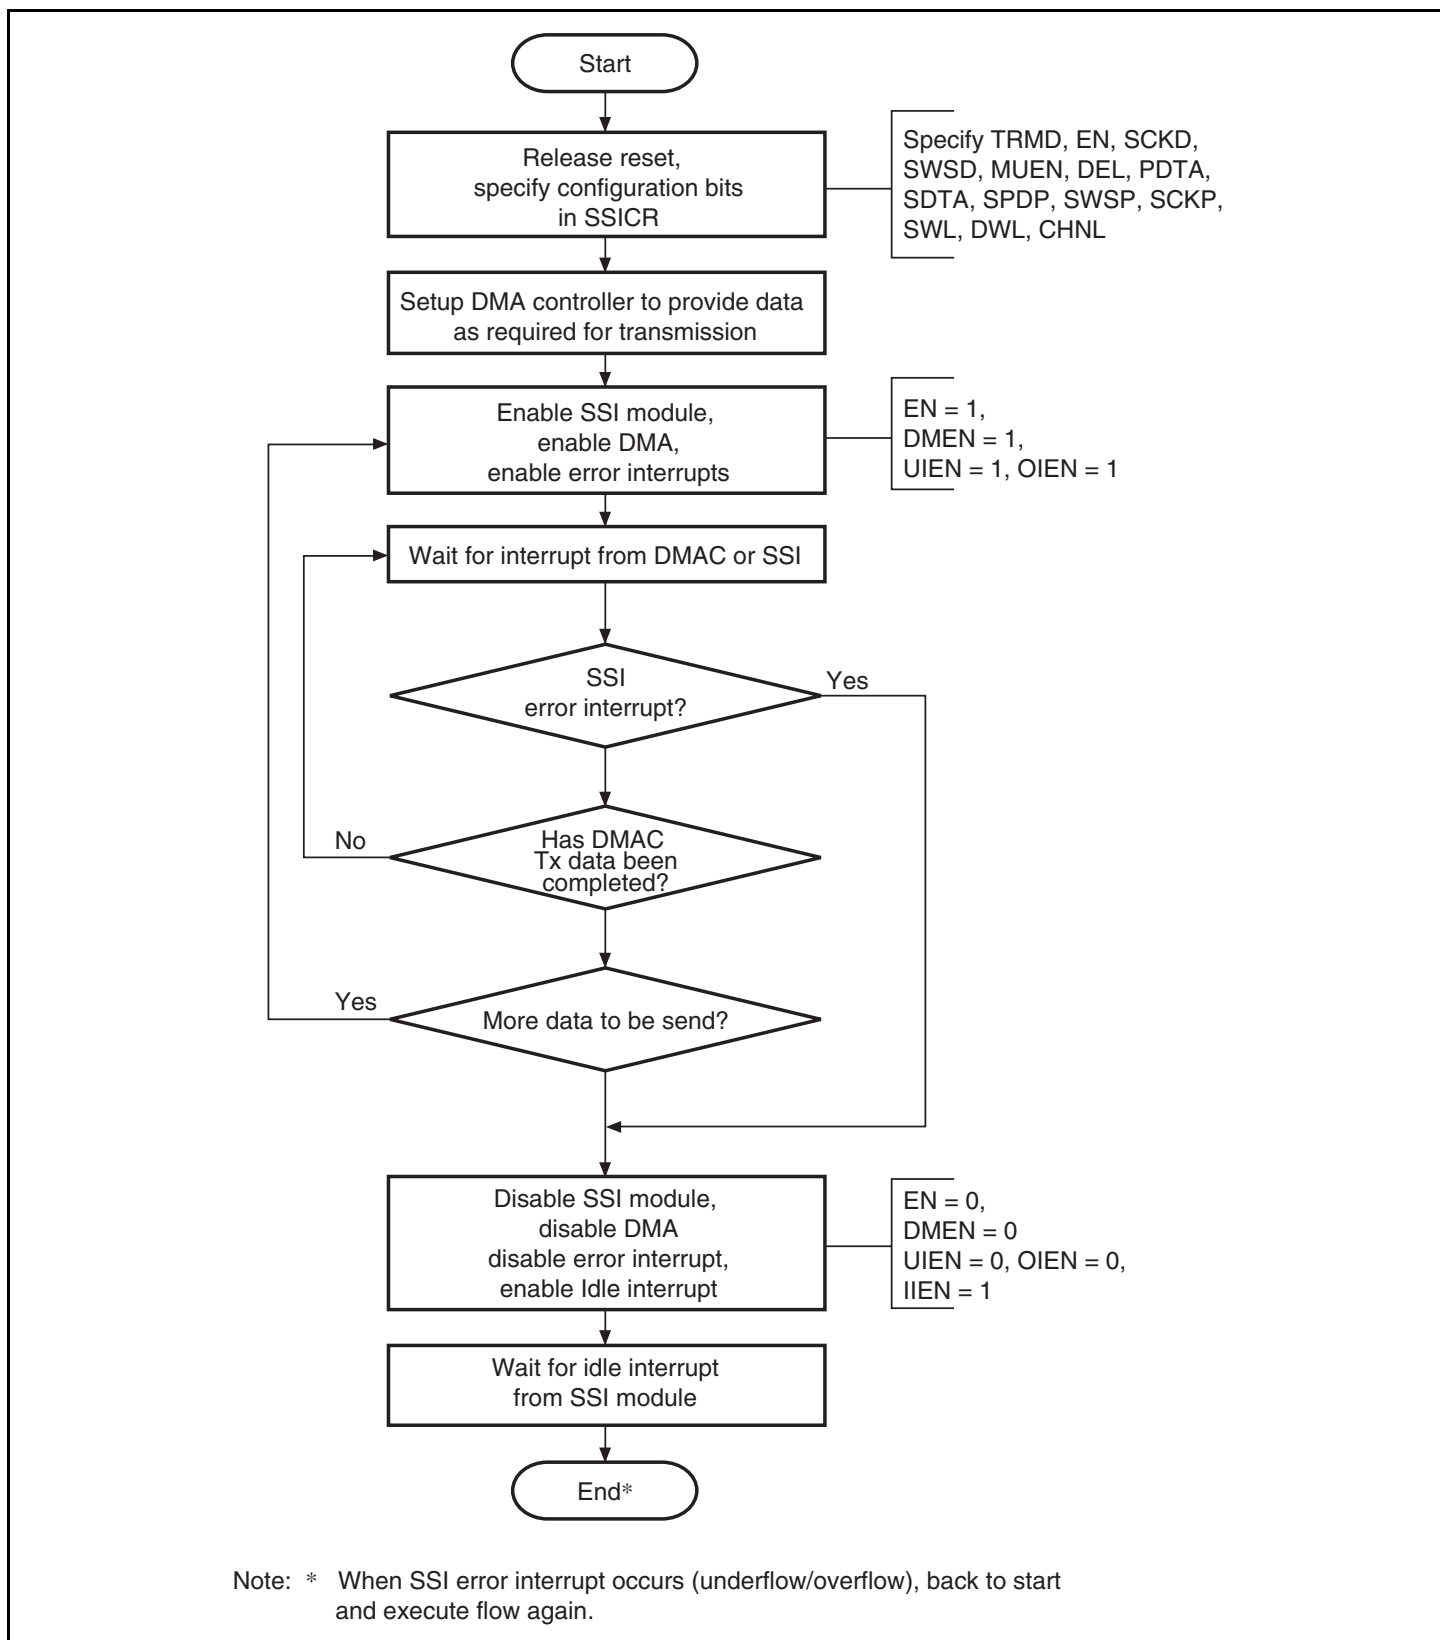 Start
Release reset,
specify configuration bits
in SSICR
Specify TRMD, EN, SCKD,
SWSD, MUEN, DEL, PDTA,
SDTA, SPDP, SWSP, SCKP,
SWL, DWL, CHNL
Setup DMA controller to provide data
as required for transmission
Enable SSI module,
enable DMA,
enable error interrupts
EN = 1,
DMEN = 1,
UIEN = 1, OIEN = 1
Wait for interrupt from DMAC or SSI
SSI
error interrupt?
Yes
Has DMAC
Tx data been
completed?
No
More data to be send?
Yes
Disable SSI module,
disable DMA
disable error interrupt,
enable Idle interrupt
EN = 0,
DMEN = 0
UIEN = 0, OIEN = 0,
IIEN = 1
Wait for idle interrupt
from SSI module
End*
Note: * When SSI error interrupt occurs (underflow/overflow), back to start
and execute flow again.